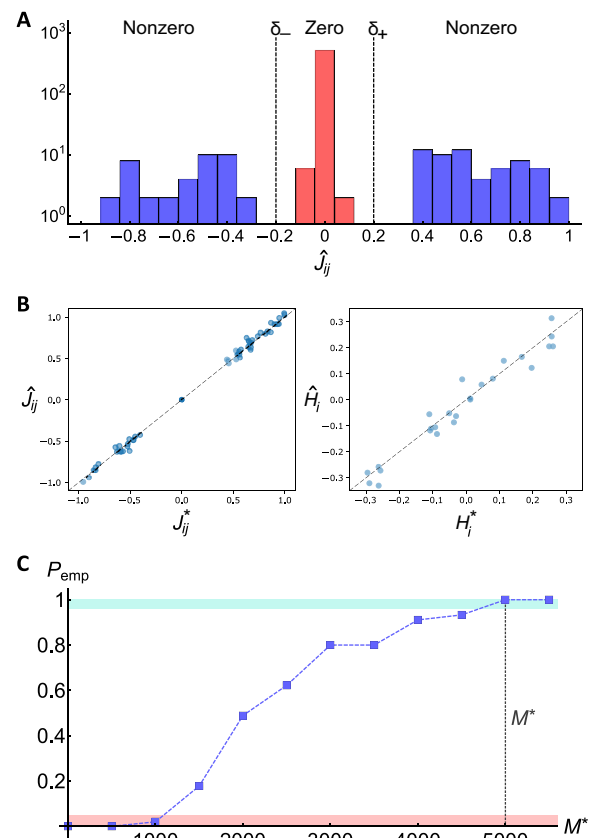 A
Nonzero δ₋ Zero δ₊ Nonzero
10³
10²
10¹
10⁰
−1 −0.8 −0.6 −0.4 −0.2 0 0.2 0.4 0.6 0.8 1
Ĵij
B
1.0
0.5
0.0
−0.5
−1.0
Ĵij
−1.0 −0.5 0.0 0.5 1.0
J*ij
0.3
0.2
0.1
0.0
−0.1
−0.2
−0.3
Ĥi
−0.3 −0.2 −0.1 0.0 0.1 0.2 0.3
H*i
C
Pemp
1
0.8
0.6
0.4
0.2
M*
M*
1000 2000 3000 4000 5000